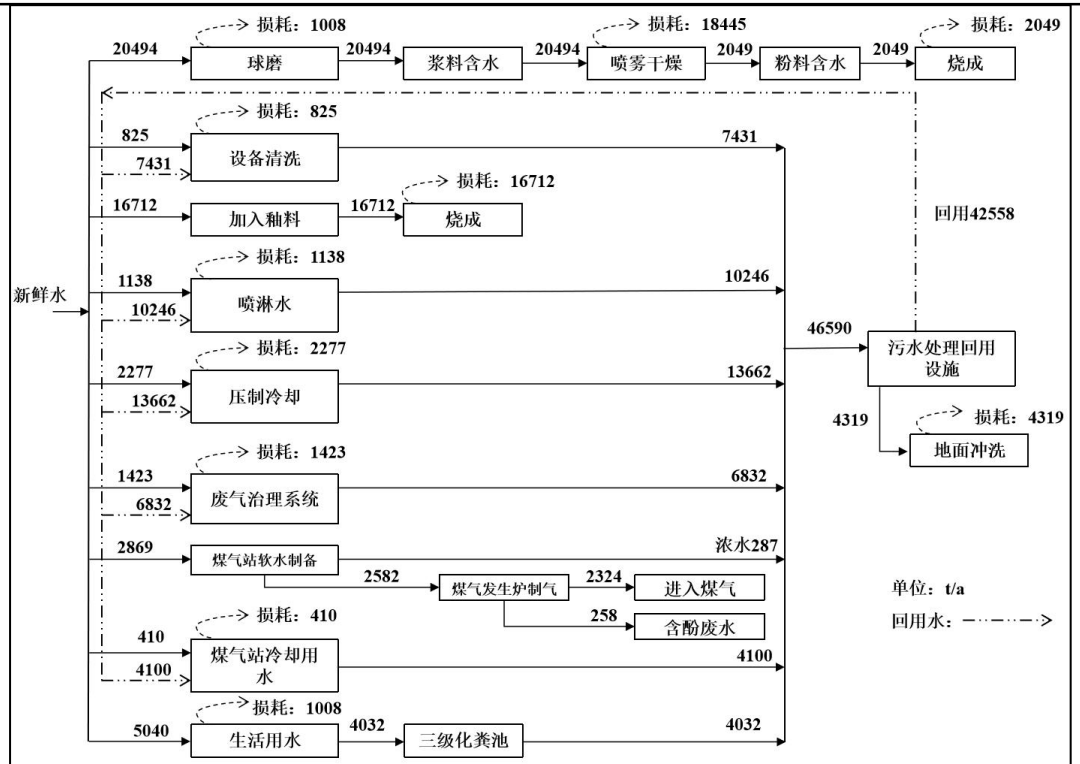 损耗：1008
损耗：18445
损耗：2049
20494
球磨
20494
浆料含水
20494
喷雾干燥
2049
粉料含水
2049
烧成
损耗：825
825
7431
设备清洗
7431
损耗：16712
16712
加入釉料
16712
烧成
回用42558
损耗：1138
1138
10246
喷淋水
10246
新鲜水
46590
污水处理回用
设施
损耗：2277
2277
13662
压制冷却
13662
4319
损耗：4319
地面冲洗
损耗：1423
1423
6832
废气治理系统
6832
2869
煤气站软水制备
浓水287
2582
煤气发生炉制气
2324
进入煤气
258
含酚废水
单位：t/a
回用水：
损耗：410
410
4100
煤气站冷却用
水
4100
损耗：1008
5040
生活用水
4032
三级化粪池
4032